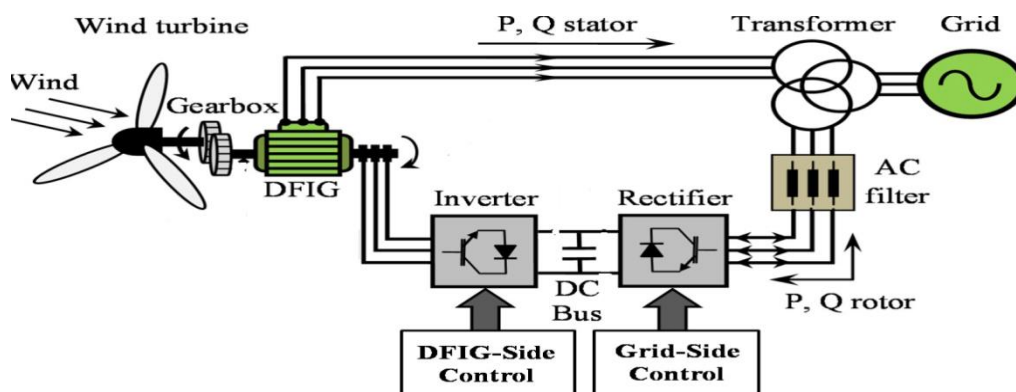 Wind turbine
P, Q stator
Transformer
Grid
Wind
Gearbox
DFIG
Inverter
Rectifier
AC
filter
DC
Bus
P, Q rotor
DFIG-Side
Control
Grid-Side
Control